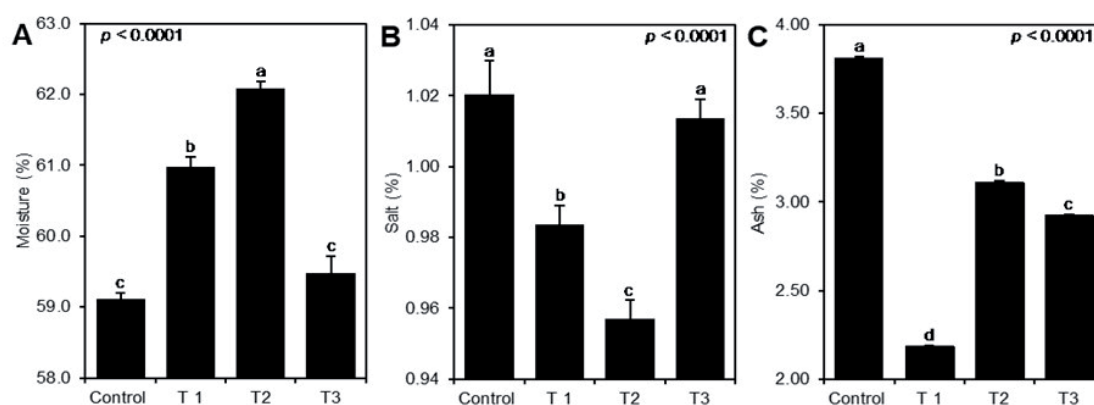 A
p < 0.0001
Moisture (%)
63.0
62.0
61.0
60.0
59.0
58.0
c
b
a
c
Control
T 1
T2
T3
B
p < 0.0001
Salt (%)
1.04
1.02
1.00
0.98
0.96
0.94
a
b
c
a
Control
T 1
T2
T3
C
p < 0.0001
Ash (%)
4.00
3.50
3.00
2.50
2.00
a
d
b
c
Control
T 1
T2
T3